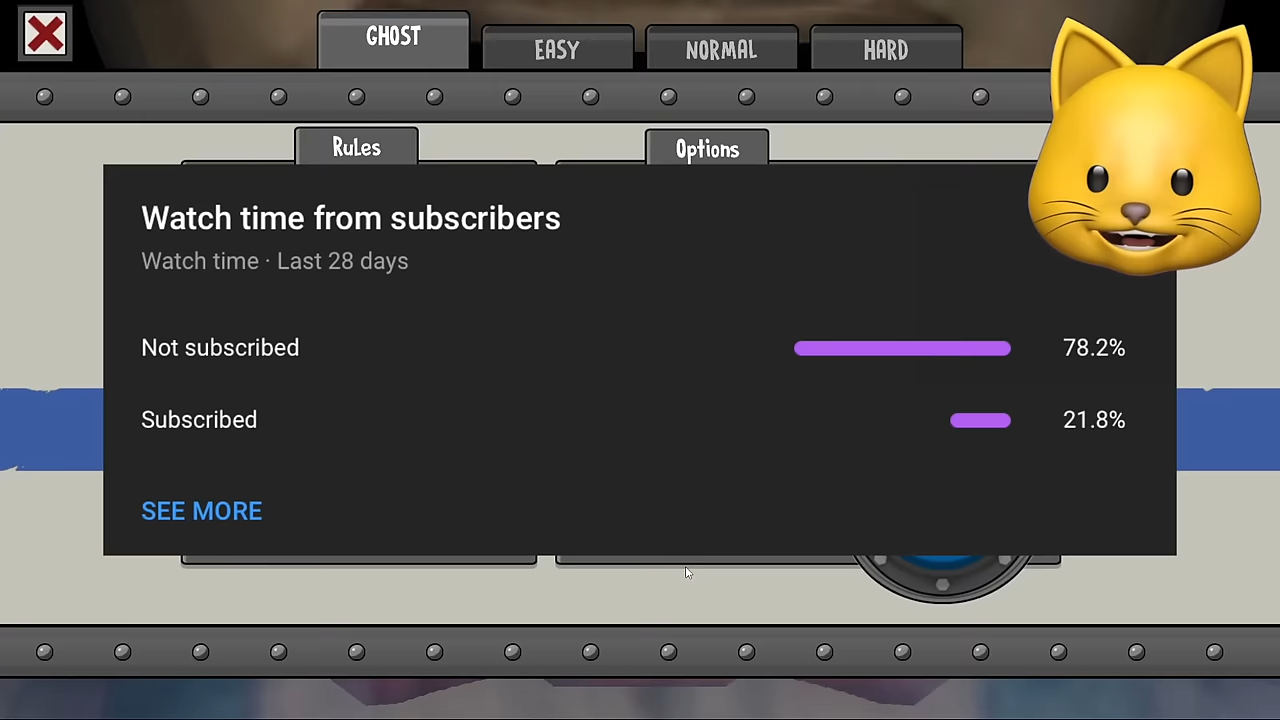 GHOST
EASY
NORMAL
HARD
Rules
Options
Watch time from subscribers
Watch time · Last 28 days
Not subscribed 78.2%
Subscribed 21.8%
SEE MORE